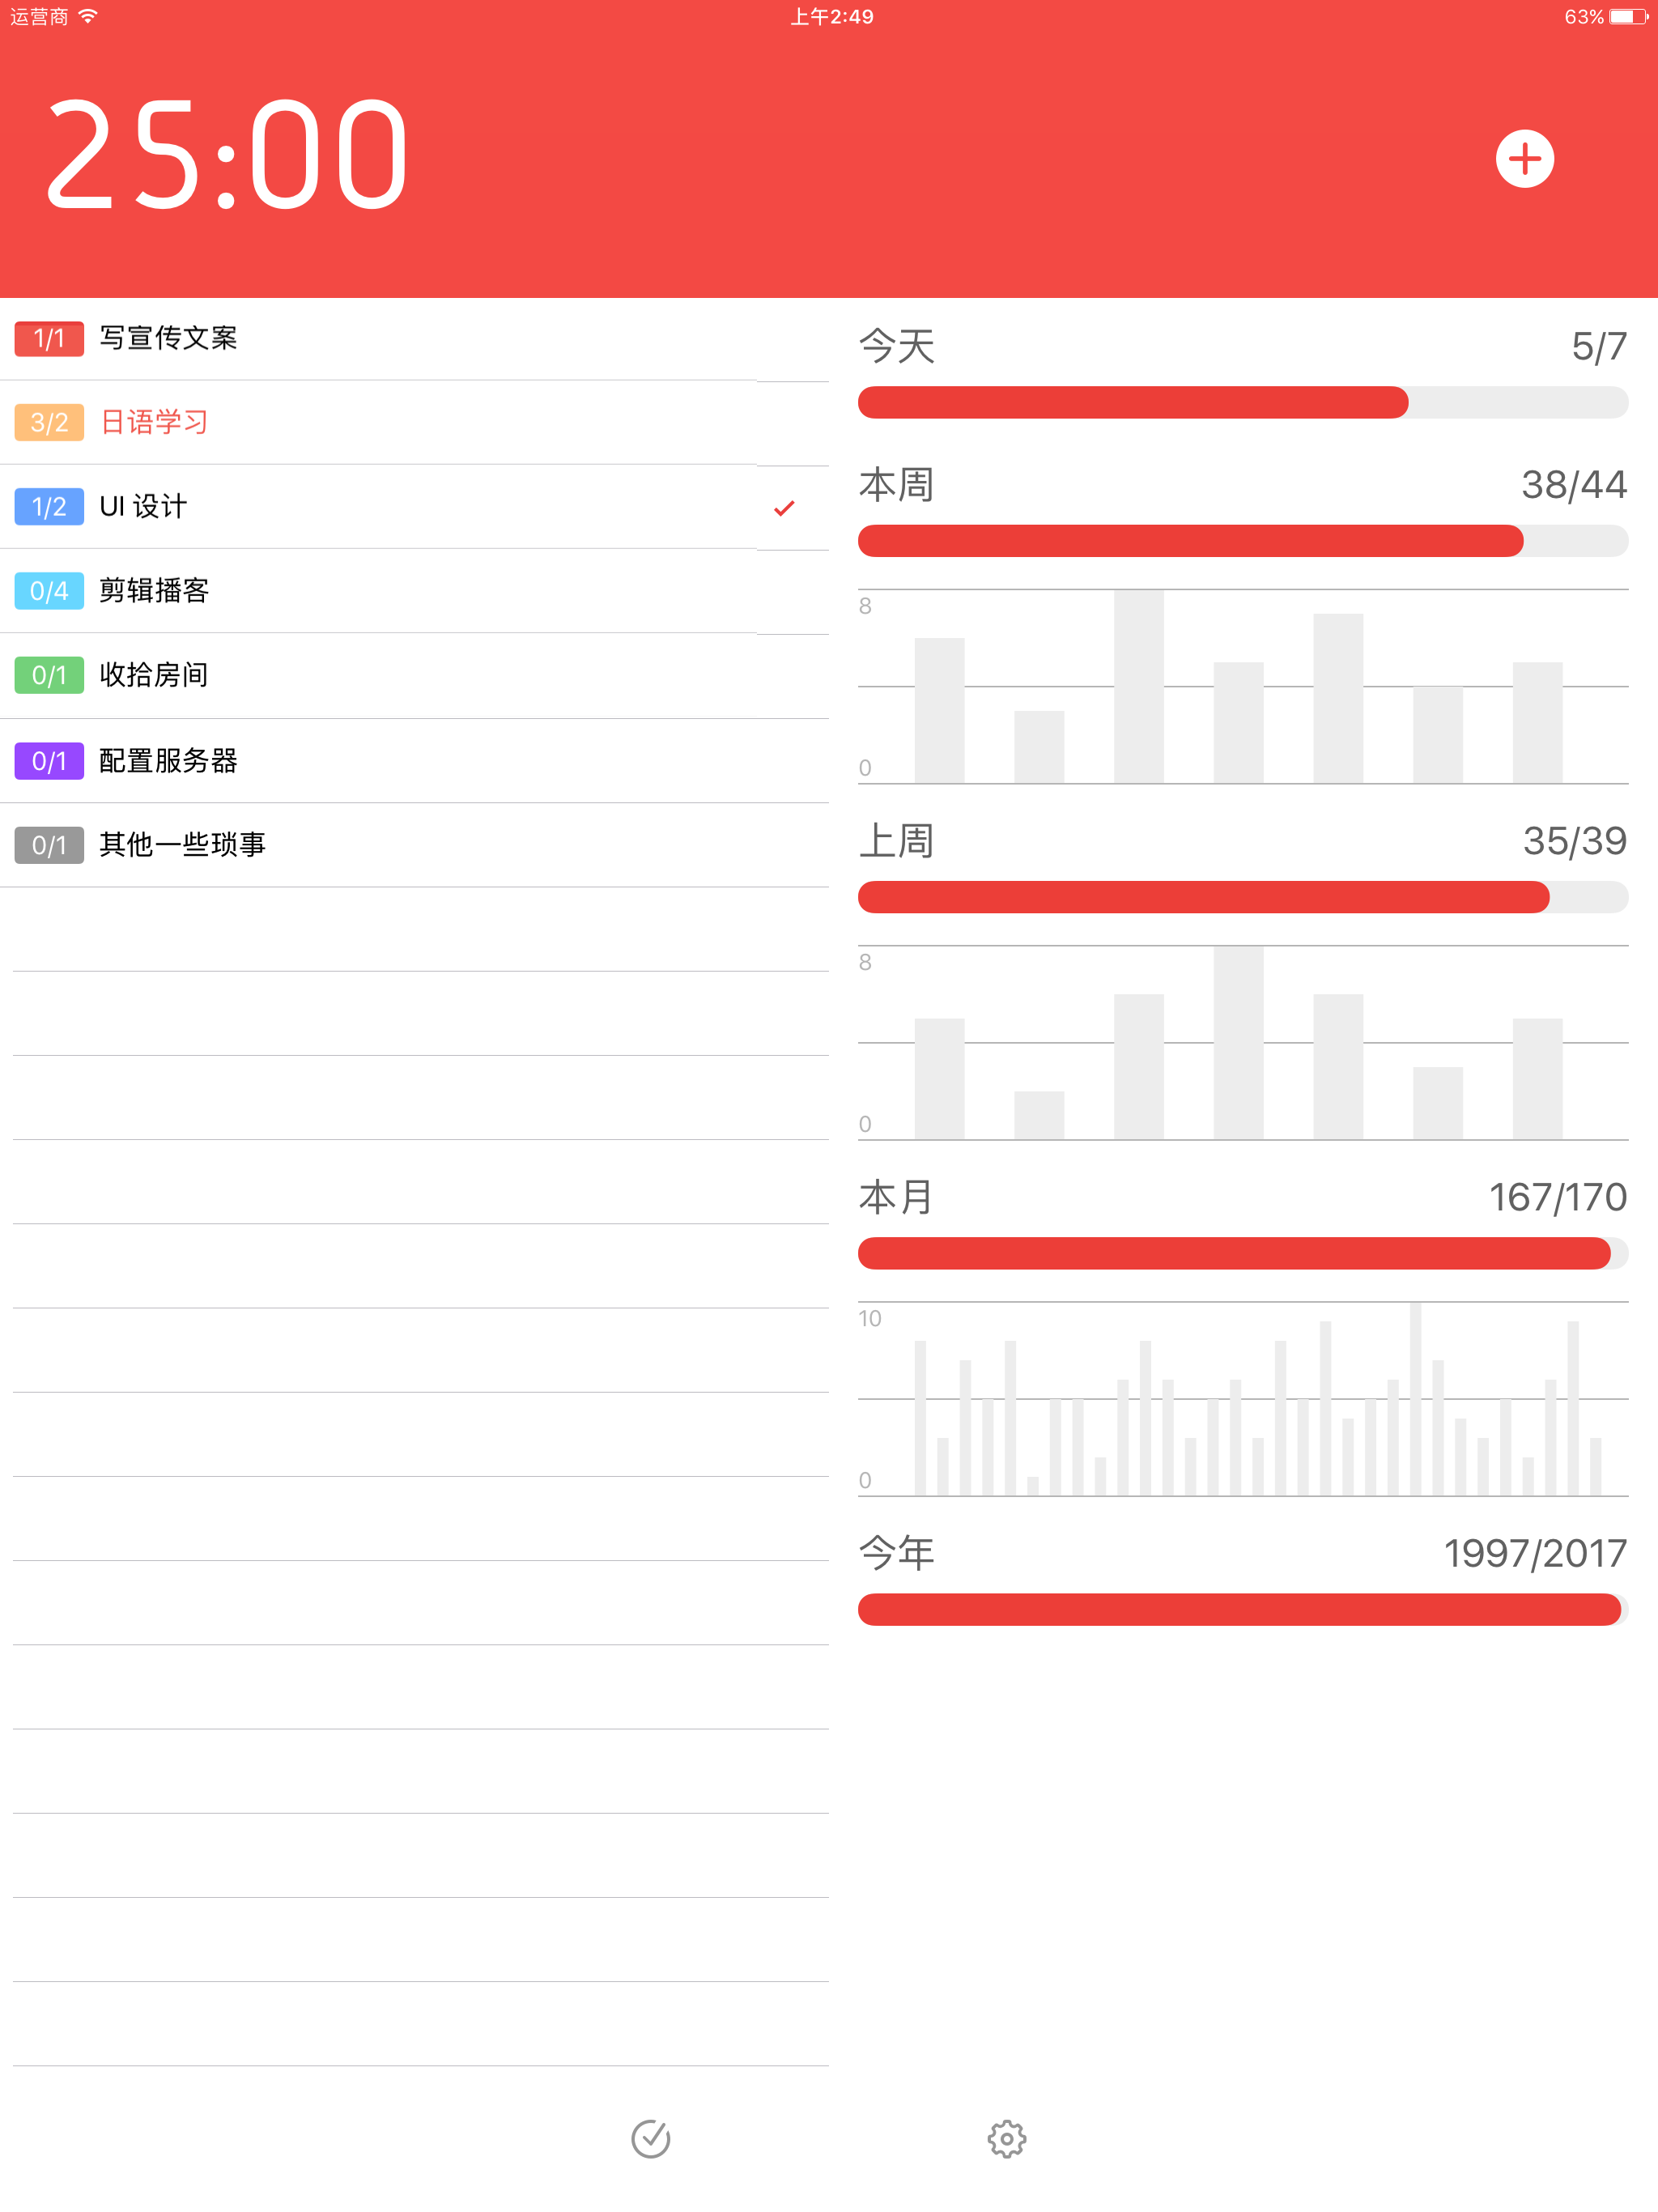 运营商 上午2:49 63%
25:00
1/1 写宣传文案
3/2 日语学习
1/2 UI 设计
0/4 剪辑播客
0/1 收拾房间
0/1 配置服务器
0/1 其他一些琐事
今天 5/7
本周 38/44
8
0
上周 35/39
8
0
本月 167/170
10
0
今年 1997/2017